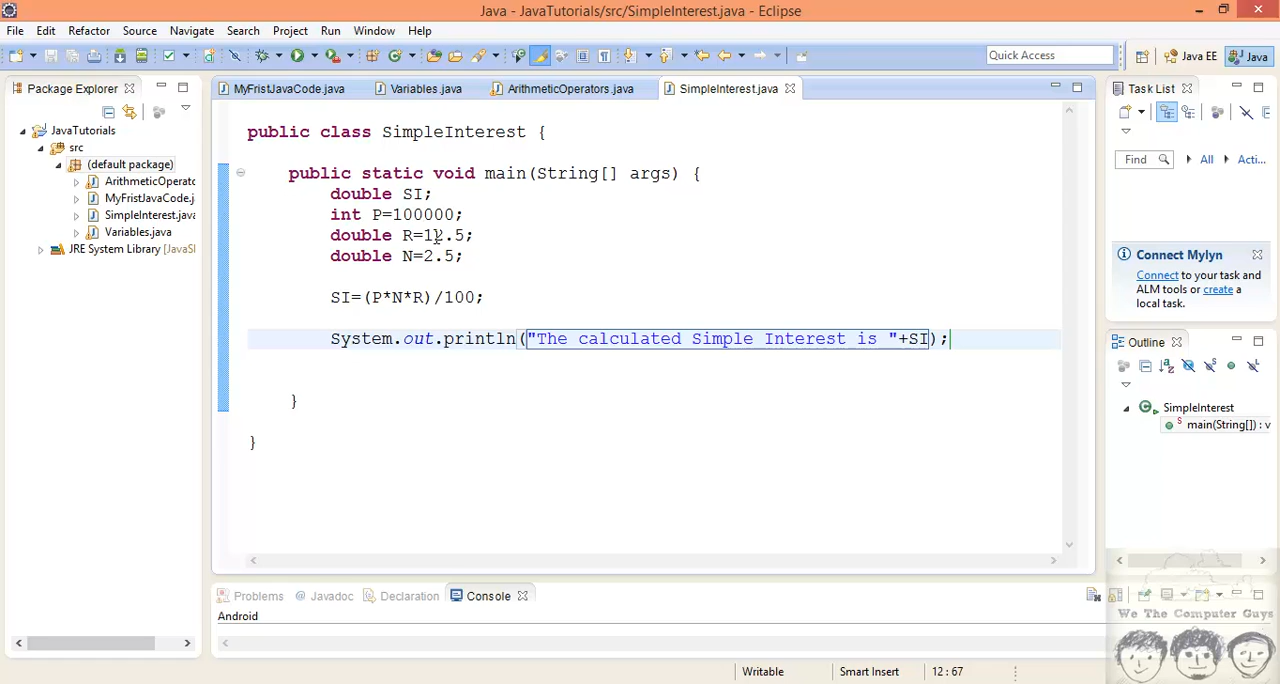 Java - JavaTutorials/src/SimpleInterest.java - Eclipse
File Edit Refactor Source Navigate Search Project Run Window Help
Quick Access
Java EE
Java
Package Explorer
MyFristJavaCode.java
Variables.java
ArithmeticOperators.java
SimpleInterest.java
Task List
JavaTutorials
src
(default package)
ArithmeticOperato
MyFristJavaCode.j
SimpleInterest.java
Variables.java
JRE System Library [JavaSI
public class SimpleInterest {
public static void main(String[] args) {
double SI;
int P=100000;
double R=12.5;
double N=2.5;
SI=(P*N*R)/100;
System.out.println("The calculated Simple Interest is "+SI);
}
}
Find
All
Acti...
Connect Mylyn
Connect to your task and
ALM tools or create a
local task.
Outline
SimpleInterest
main(String[]) : v
Problems
Javadoc
Declaration
Console
Android
We The Computer Guys
Writable
Smart Insert
12 : 67